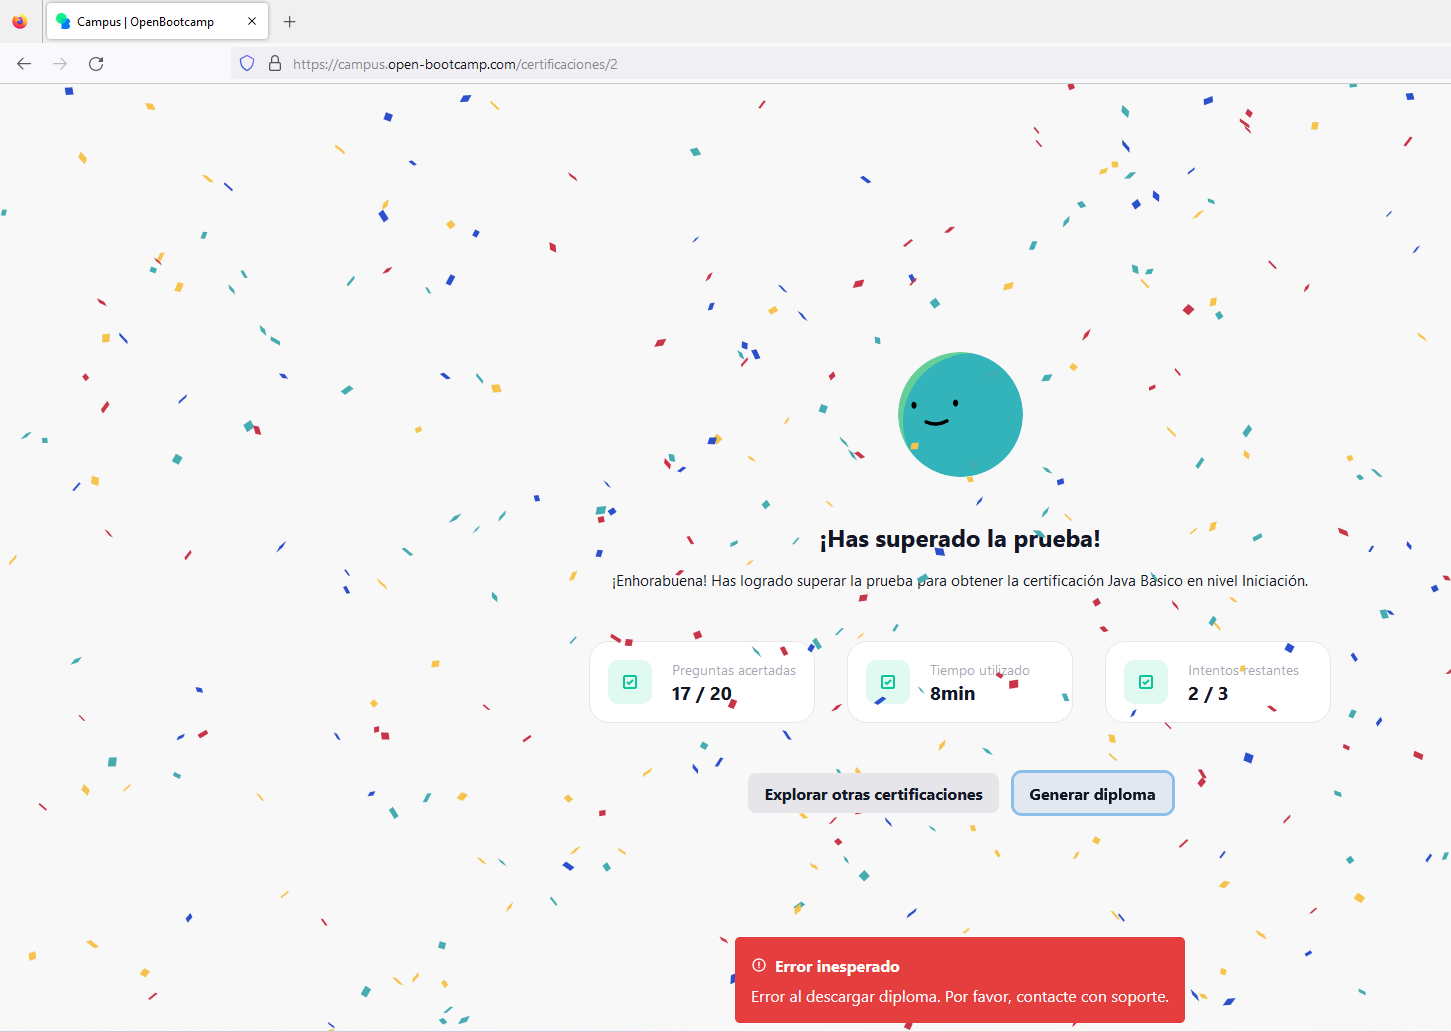 Campus | OpenBootcamp
https://campus.open-bootcamp.com/certificaciones/2
¡Has superado la prueba!
¡Enhorabuena! Has logrado superar la prueba para obtener la certificación Java Básico en nivel Iniciación.
Preguntas acertadas
17 / 20
Tiempo utilizado
8min
Intentos restantes
2 / 3
Explorar otras certificaciones
Generar diploma
Error inesperado
Error al descargar diploma. Por favor, contacte con soporte.